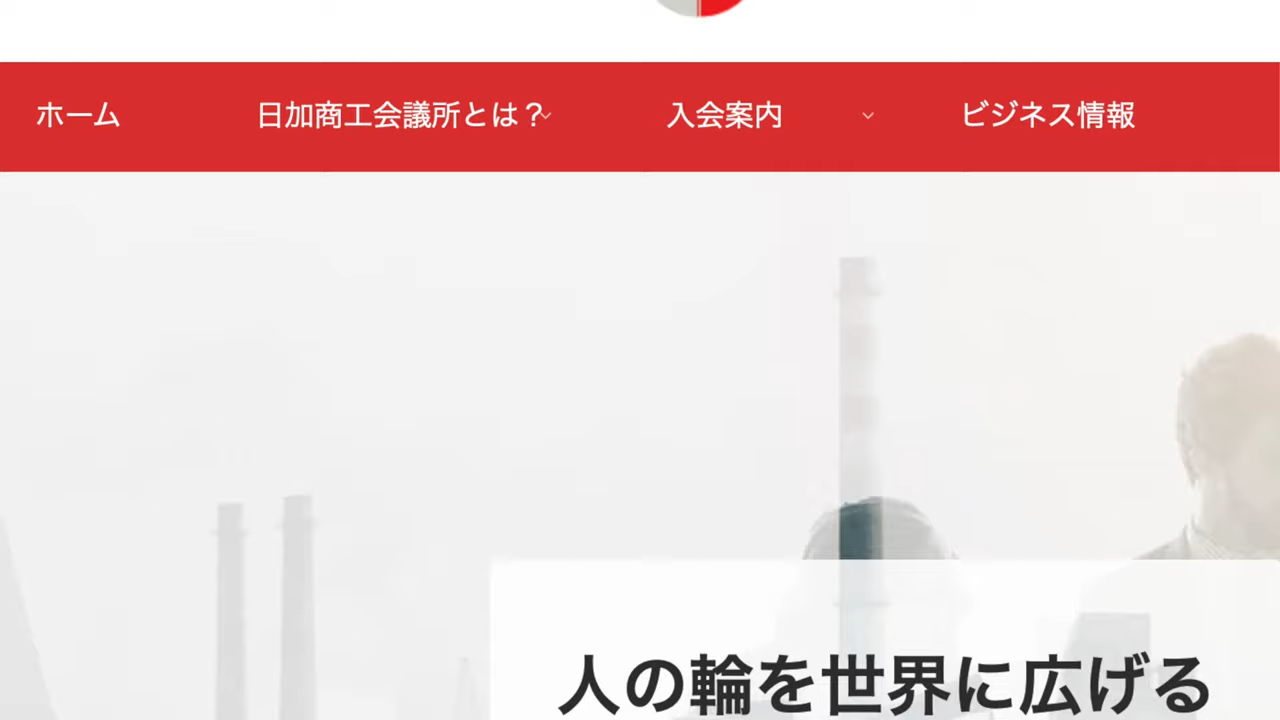 ホーム
日加商工会議所とは？
入会案内
ビジネス情報
人の輪を世界に広げる